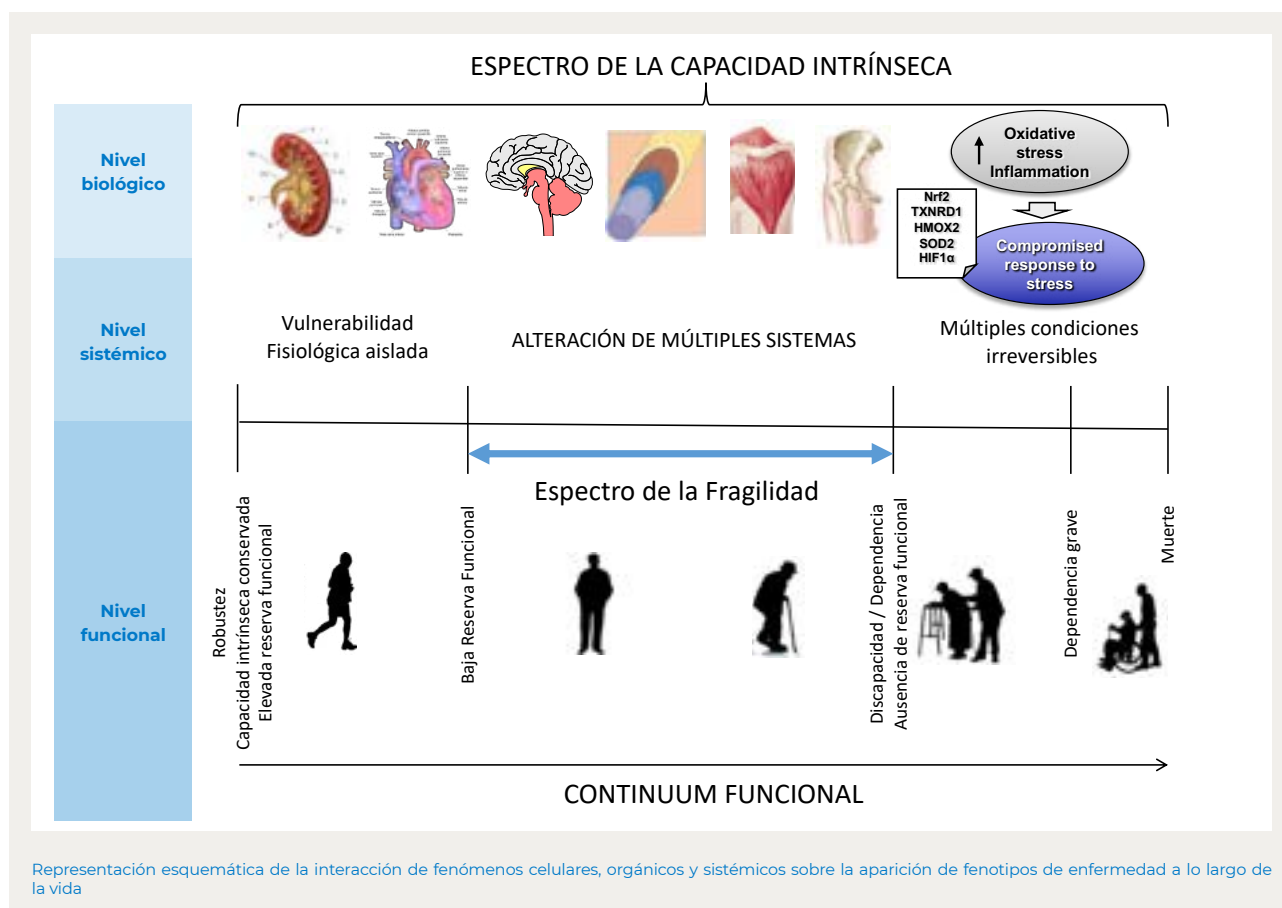 ESPECTRO DE LA CAPACIDAD INTRÍNSECA
Nivel
biológico
Oxidative
stress
Inflammation
Nrf2
TXNRD1
HMOX2
SOD2
HIF1α
Compromised
response to
stress
Nivel
sistémico
Vulnerabilidad
Fisiológica aislada
ALTERACIÓN DE MÚLTIPLES SISTEMAS
Múltiples condiciones
irreversibles
Nivel
funcional
Espectro de la Fragilidad
Robustez
Capacidad intrínseca conservada
Elevada reserva funcional
Baja Reserva Funcional
Discapacidad / Dependencia
Ausencia de reserva funcional
Dependencia grave
Muerte
CONTINUUM FUNCIONAL
Representación esquemática de la interacción de fenómenos celulares, orgánicos y sistémicos sobre la aparición de fenotipos de enfermedad a lo largo de
la vida